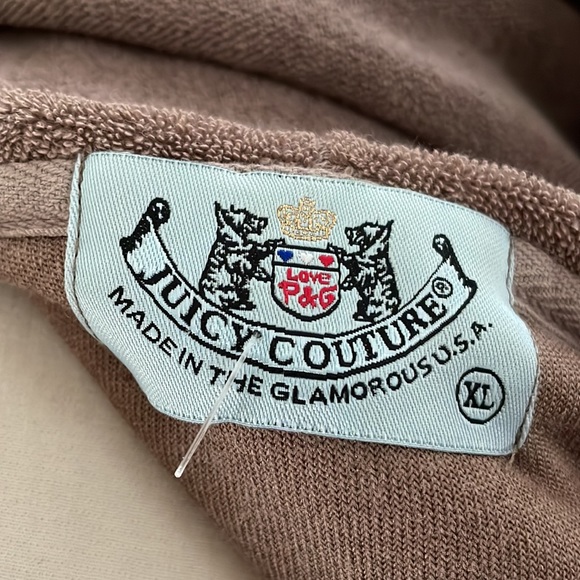 LOVE
P&G
JUICY COUTURE®
MADE IN THE GLAMOROUS U.S.A.
XL